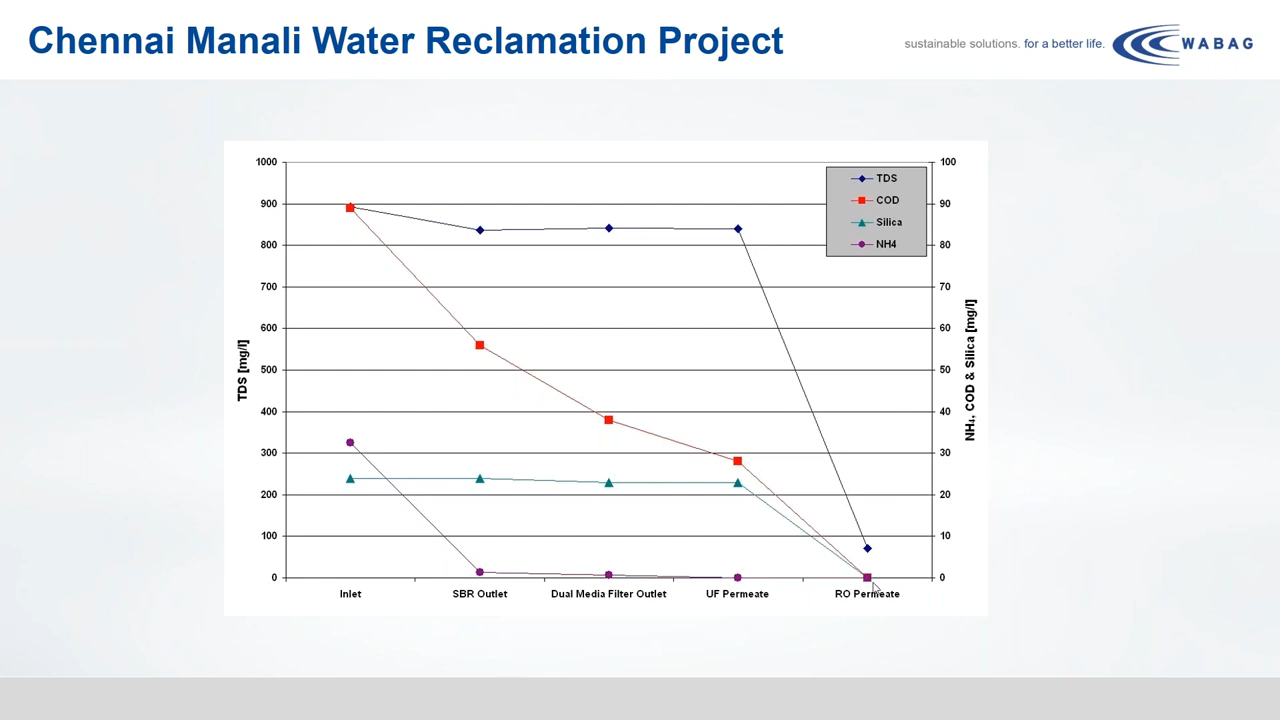 Chennai Manali Water Reclamation Project
sustainable solutions. for a better life.
WABAG
1000
900
800
700
600
500
400
300
200
100
0
TDS [mg/l]
100
90
80
70
60
50
40
30
20
10
0
NH₄, COD & Silica [mg/l]
TDS
COD
Silica
NH4
Inlet
SBR Outlet
Dual Media Filter Outlet
UF Permeate
RO Permeate